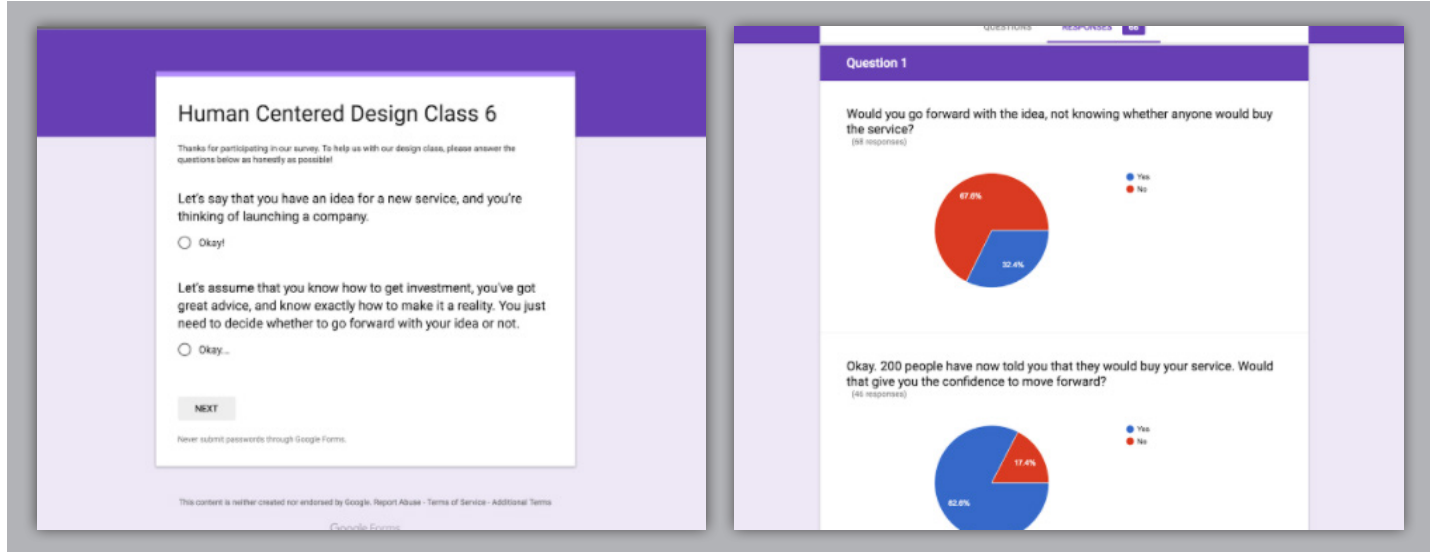 Human Centered Design Class 6
Thanks for participating in our survey. To help us with our design class, please answer the
questions below as honestly as possible!
Let's say that you have an idea for a new service, and you're
thinking of launching a company.
Okay!
Let's assume that you know how to get investment, you've got
great advice, and know exactly how to make it a reality. You just
need to decide whether to go forward with your idea or not.
Okay...
NEXT
Never submit passwords through Google Forms.
This content is neither created nor endorsed by Google. Report Abuse - Terms of Service - Additional Terms
Google Forms
QUESTIONS RESPONSES 68
Question 1
Would you go forward with the idea, not knowing whether anyone would buy
the service?
(68 responses)
Yes
No
67.6%
32.4%
Okay. 200 people have now told you that they would buy your service. Would
that give you the confidence to move forward?
(46 responses)
Yes
No
17.4%
82.6%